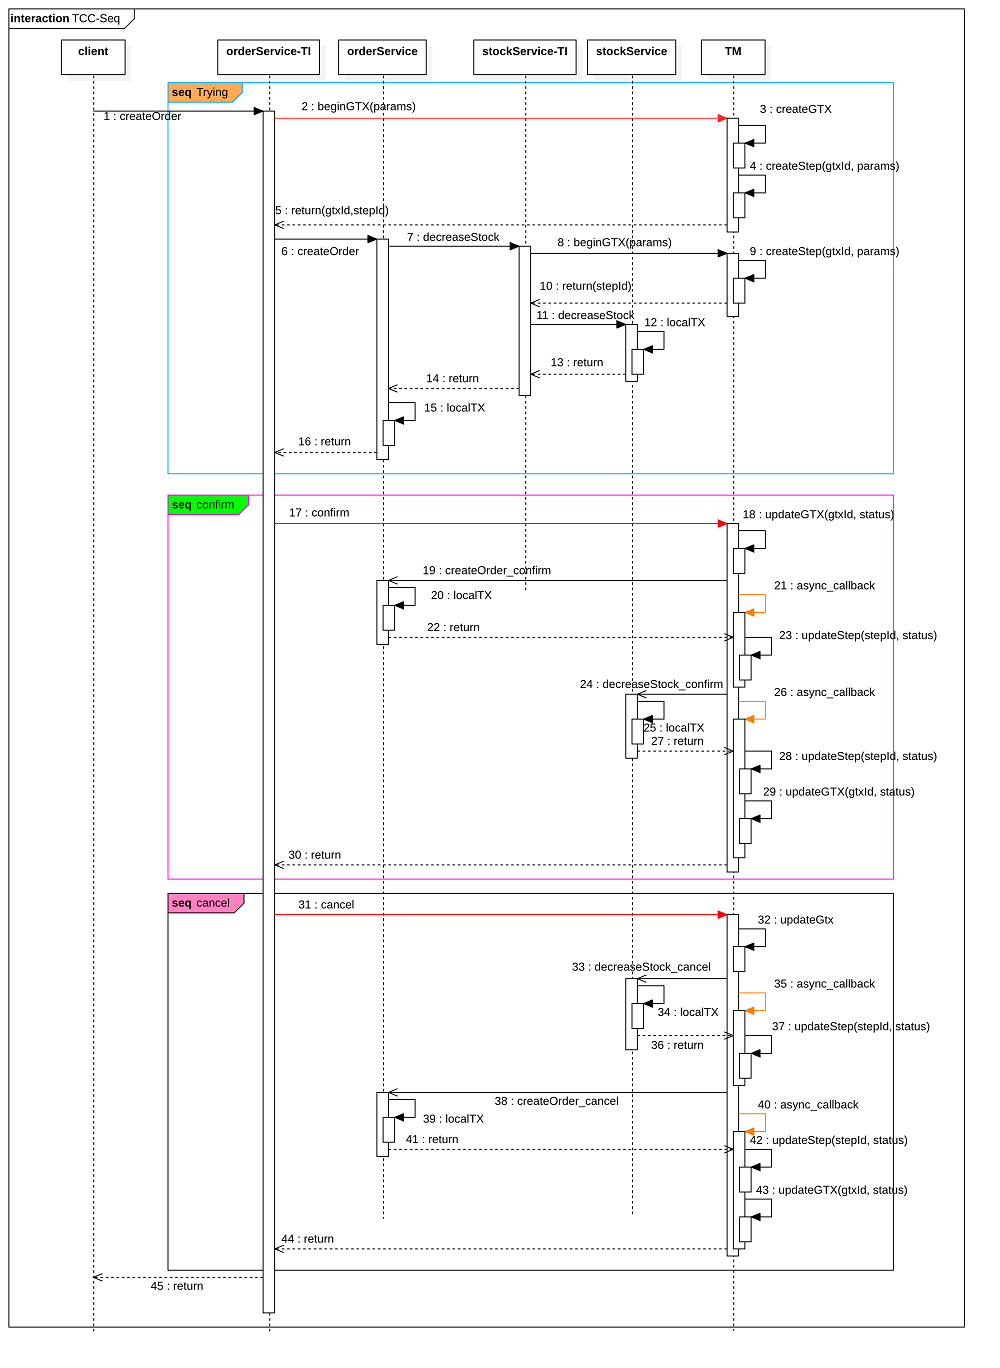 interaction TCC-Seq
client
orderService-TI
orderService
stockService-TI
stockService
TM
seq Trying
1 : createOrder
2 : beginGTX(params)
3 : createGTX
4 : createStep(gtxId, params)
5 : return(gtxId,stepId)
6 : createOrder
7 : decreaseStock
8 : beginGTX(params)
9 : createStep(gtxId, params)
10 : return(stepId)
11 : decreaseStock
12 : localTX
13 : return
14 : return
15 : localTX
16 : return
seq confirm
17 : confirm
18 : updateGTX(gtxId, status)
19 : createOrder_confirm
20 : localTX
21 : async_callback
22 : return
23 : updateStep(stepId, status)
24 : decreaseStock_confirm
25 : localTX
26 : async_callback
27 : return
28 : updateStep(stepId, status)
29 : updateGTX(gtxId, status)
30 : return
seq cancel
31 : cancel
32 : updateGtx
33 : decreaseStock_cancel
34 : localTX
35 : async_callback
36 : return
37 : updateStep(stepId, status)
38 : createOrder_cancel
39 : localTX
40 : async_callback
41 : return
42 : updateStep(stepId, status)
43 : updateGTX(gtxId, status)
44 : return
45 : return